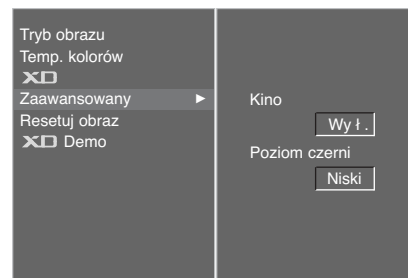 Tryb obrazu
Temp. kolorów
XD
Zaawansowany ►
Resetuj obraz
XD Demo
Kino
Wy ł .
Poziom czerni
Niski